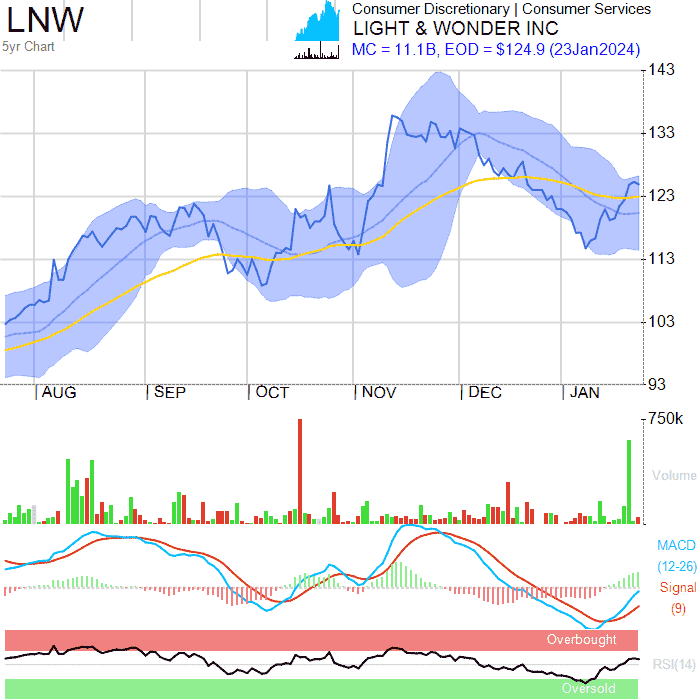 LNW
5yr Chart
Consumer Discretionary | Consumer Services
LIGHT & WONDER INC
MC = 11.1B, EOD = $124.9 (23Jan2024)
143
133
123
113
103
93
| AUG | SEP | OCT | NOV | DEC | JAN
750k
Volume
MACD
(12-26)
Signal
(9)
Overbought
RSI(14)
Oversold